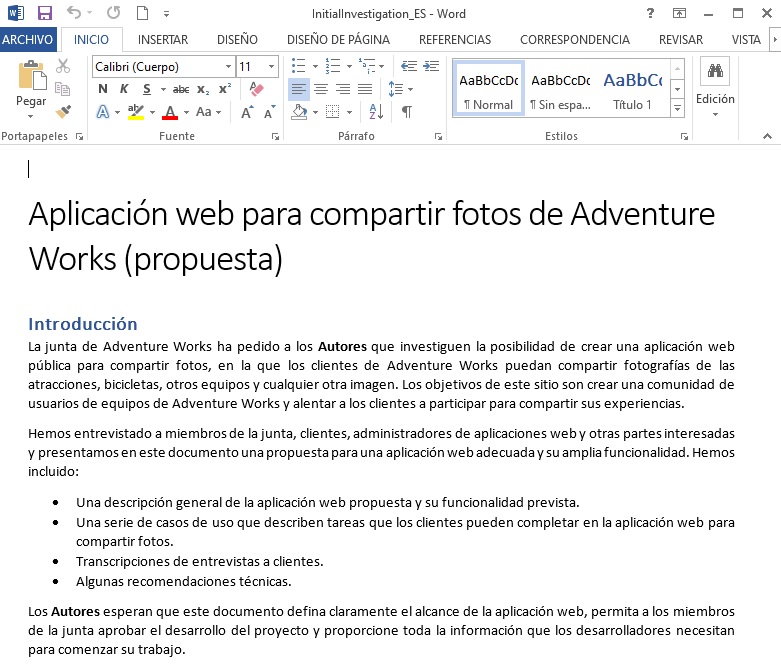 InitialInvestigation_ES - Word
?
ARCHIVO INICIO INSERTAR DISEÑO DISEÑO DE PÁGINA REFERENCIAS CORRESPONDENCIA REVISAR VISTA
Pegar
Calibri (Cuerpo) 11
N K S abc x₂ x²
A ab A Aa A A
AaBbCcDc AaBbCcDc AaBbCc
¶ Normal ¶ Sin espa... Título 1
Edición
Portapapeles Fuente Párrafo Estilos
Aplicación web para compartir fotos de Adventure
Works (propuesta)
Introducción
La junta de Adventure Works ha pedido a los Autores que investiguen la posibilidad de crear una aplicación web
pública para compartir fotos, en la que los clientes de Adventure Works puedan compartir fotografías de las
atracciones, bicicletas, otros equipos y cualquier otra imagen. Los objetivos de este sitio son crear una comunidad de
usuarios de equipos de Adventure Works y alentar a los clientes a participar para compartir sus experiencias.
Hemos entrevistado a miembros de la junta, clientes, administradores de aplicaciones web y otras partes interesadas
y presentamos en este documento una propuesta para una aplicación web adecuada y su amplia funcionalidad. Hemos
incluido:
• Una descripción general de la aplicación web propuesta y su funcionalidad prevista.
• Una serie de casos de uso que describen tareas que los clientes pueden completar en la aplicación web para
compartir fotos.
• Transcripciones de entrevistas a clientes.
• Algunas recomendaciones técnicas.
Los Autores esperan que este documento defina claramente el alcance de la aplicación web, permita a los miembros
de la junta aprobar el desarrollo del proyecto y proporcione toda la información que los desarrolladores necesitan
para comenzar su trabajo.